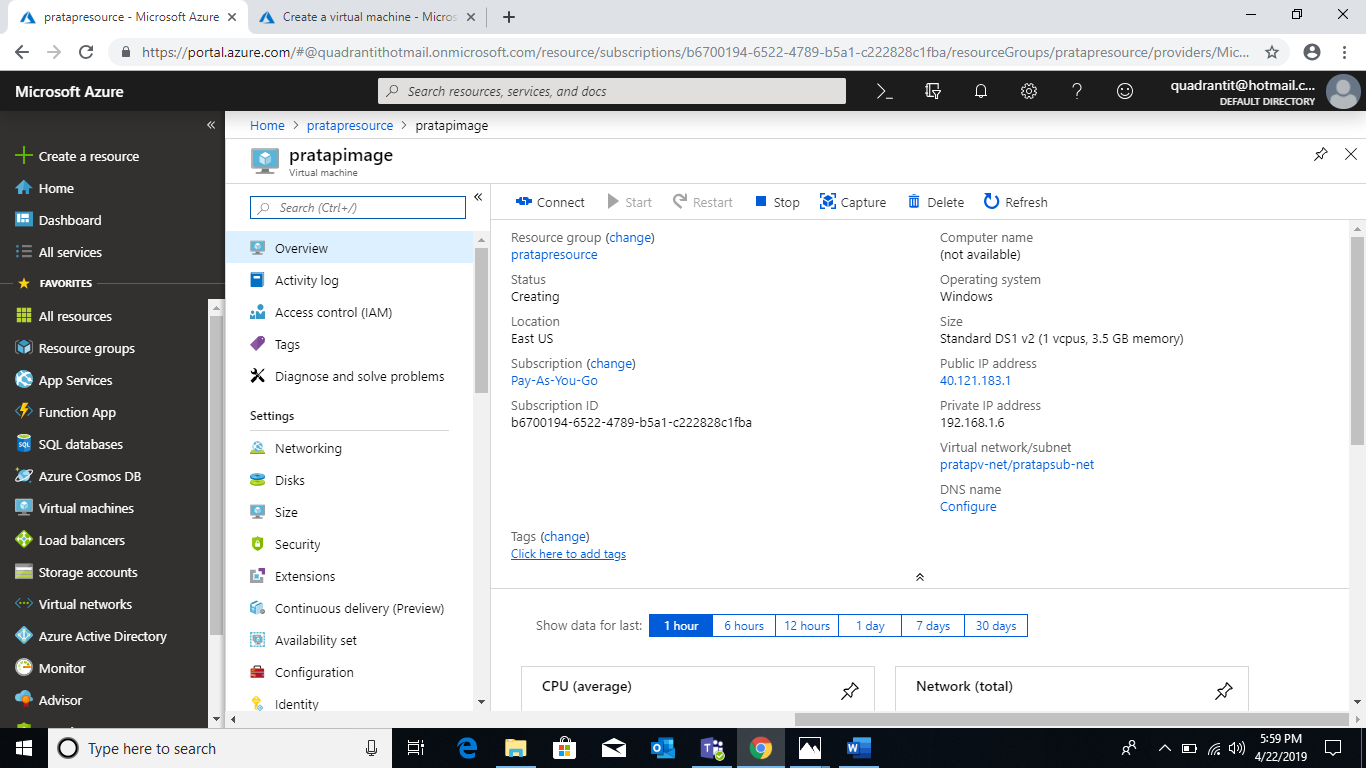 pratapresource - Microsoft Azure
Create a virtual machine - Micros
https://portal.azure.com/#@quadrantithotmail.onmicrosoft.com/resource/subscriptions/b6700194-6522-4789-b5a1-c222828c1fba/resourceGroups/pratapresource/providers/Mic...
Microsoft Azure
Search resources, services, and docs
quadrantit@hotmail.c...
DEFAULT DIRECTORY
Create a resource
Home
Dashboard
All services
FAVORITES
All resources
Resource groups
App Services
Function App
SQL databases
Azure Cosmos DB
Virtual machines
Load balancers
Storage accounts
Virtual networks
Azure Active Directory
Monitor
Advisor
Home > pratapresource > pratapimage
pratapimage
Virtual machine
Search (Ctrl+/)
Overview
Activity log
Access control (IAM)
Tags
Diagnose and solve problems
Settings
Networking
Disks
Size
Security
Extensions
Continuous delivery (Preview)
Availability set
Configuration
Identity
Connect Start Restart Stop Capture Delete Refresh
Resource group (change)
pratapresource
Status
Creating
Location
East US
Subscription (change)
Pay-As-You-Go
Subscription ID
b6700194-6522-4789-b5a1-c222828c1fba
Computer name
(not available)
Operating system
Windows
Size
Standard DS1 v2 (1 vcpus, 3.5 GB memory)
Public IP address
40.121.183.1
Private IP address
192.168.1.6
Virtual network/subnet
pratapv-net/pratapsub-net
DNS name
Configure
Tags (change)
Click here to add tags
Show data for last: 1 hour 6 hours 12 hours 1 day 7 days 30 days
CPU (average)
Network (total)
Type here to search
5:59 PM
4/22/2019